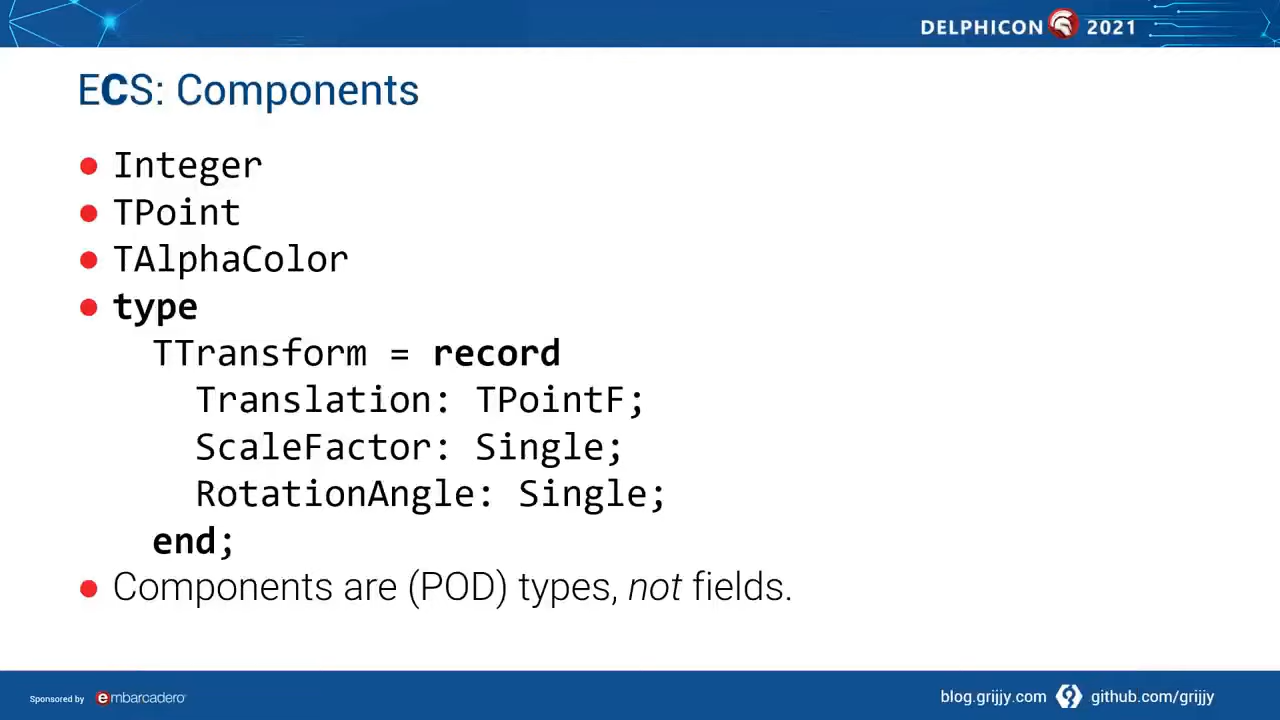 DELPHICON 2021
ECS: Components
● Integer
● TPoint
● TAlphaColor
● type
TTransform = record
Translation: TPointF;
ScaleFactor: Single;
RotationAngle: Single;
end;
● Components are (POD) types, not fields.
Sponsored by embarcadero
blog.grijjy.com github.com/grijjy